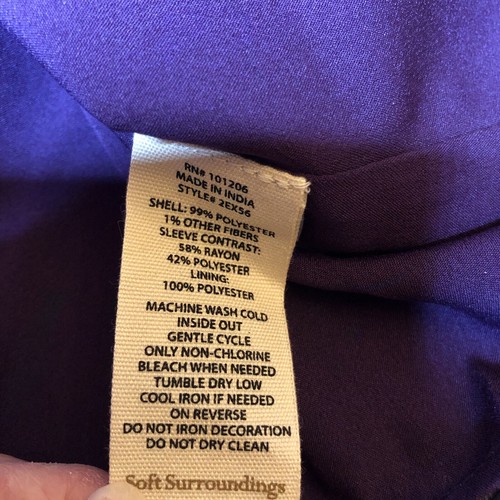 RN# 101206
MADE IN INDIA
STYLE# 2EX56
SHELL: 99% POLYESTER
1% OTHER FIBERS
SLEEVE CONTRAST:
58% RAYON
42% POLYESTER
LINING:
100% POLYESTER
MACHINE WASH COLD
INSIDE OUT
GENTLE CYCLE
ONLY NON-CHLORINE
BLEACH WHEN NEEDED
TUMBLE DRY LOW
COOL IRON IF NEEDED
ON REVERSE
DO NOT IRON DECORATION
DO NOT DRY CLEAN
Soft Surroundings